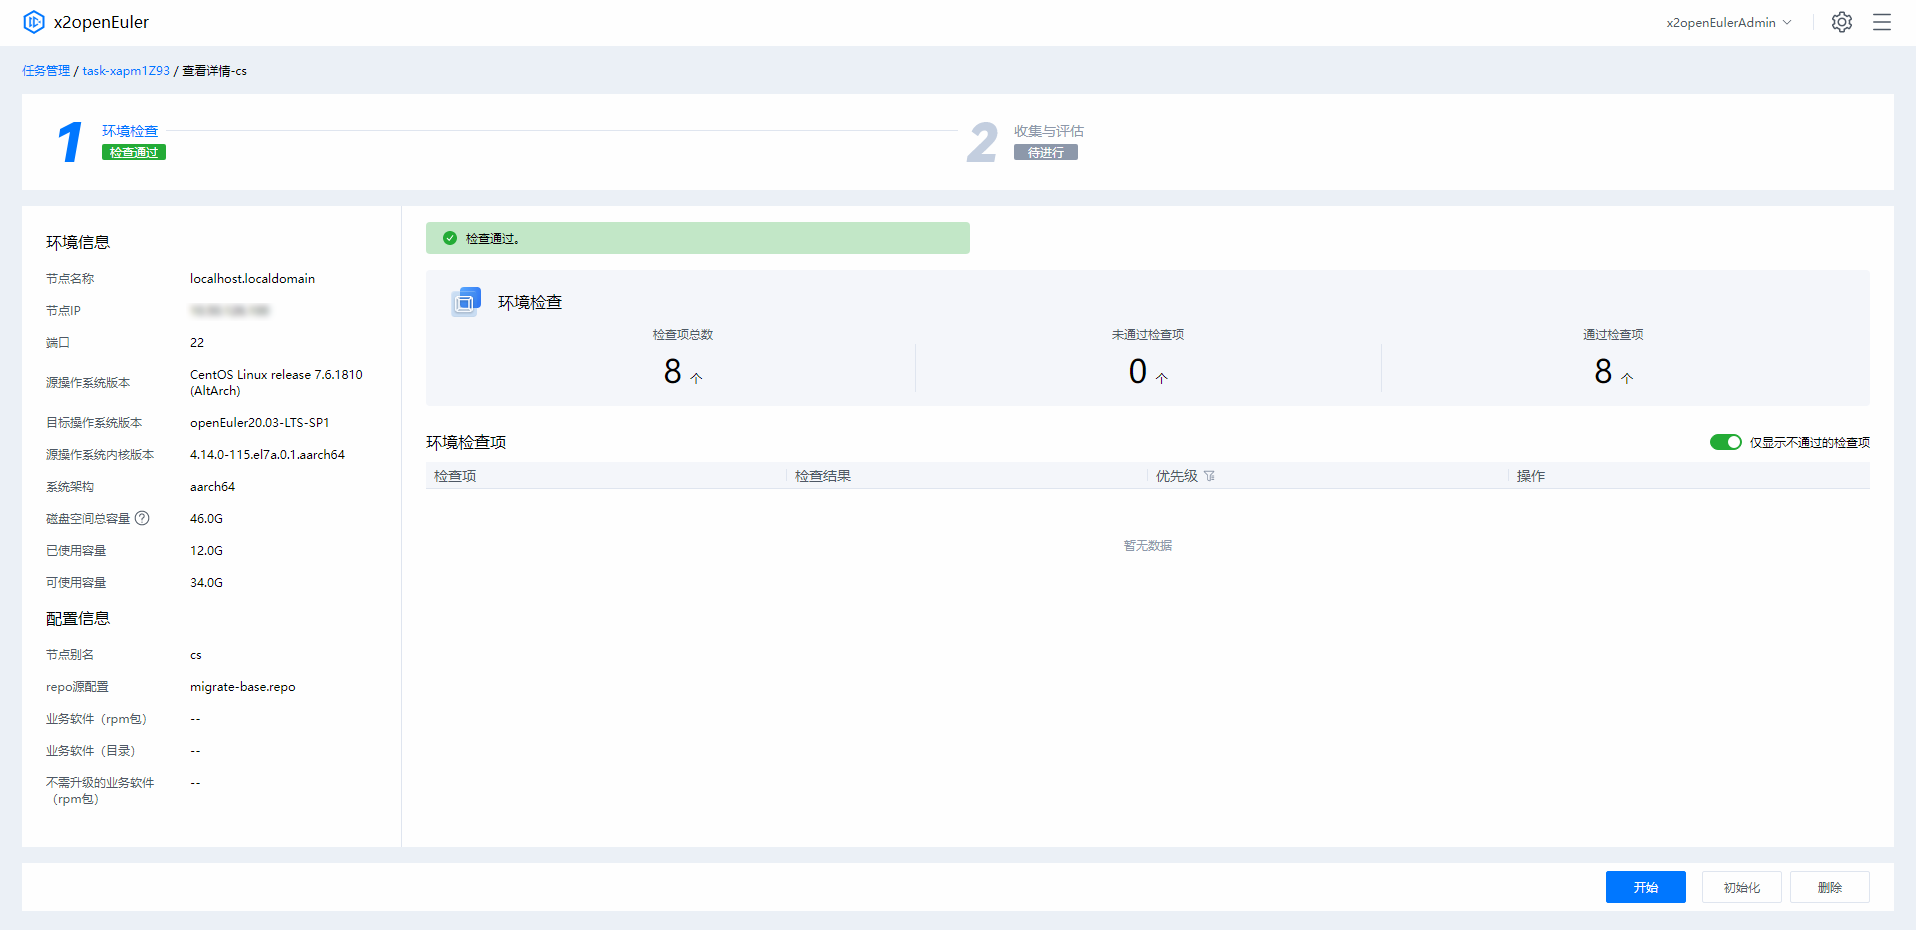 x2openEuler
x2openEulerAdmin
任务管理 / task-xapm1Z93 / 查看详情-cs
1 环境检查
检查通过
2 收集与评估
待进行
环境信息
节点名称 localhost.localdomain
节点IP
端口 22
源操作系统版本 CentOS Linux release 7.6.1810
(AltArch)
目标操作系统版本 openEuler20.03-LTS-SP1
源操作系统内核版本 4.14.0-115.el7a.0.1.aarch64
系统架构 aarch64
磁盘空间总容量 ? 46.0G
已使用容量 12.0G
可使用容量 34.0G
配置信息
节点别名 cs
repo源配置 migrate-base.repo
业务软件（rpm包） --
业务软件（目录） --
不需升级的业务软件 --
（rpm包）
检查通过。
环境检查
检查项总数 未通过检查项 通过检查项
8 个 0 个 8 个
环境检查项 仅显示不通过的检查项
检查项 检查结果 优先级 操作
暂无数据
开始 初始化 删除